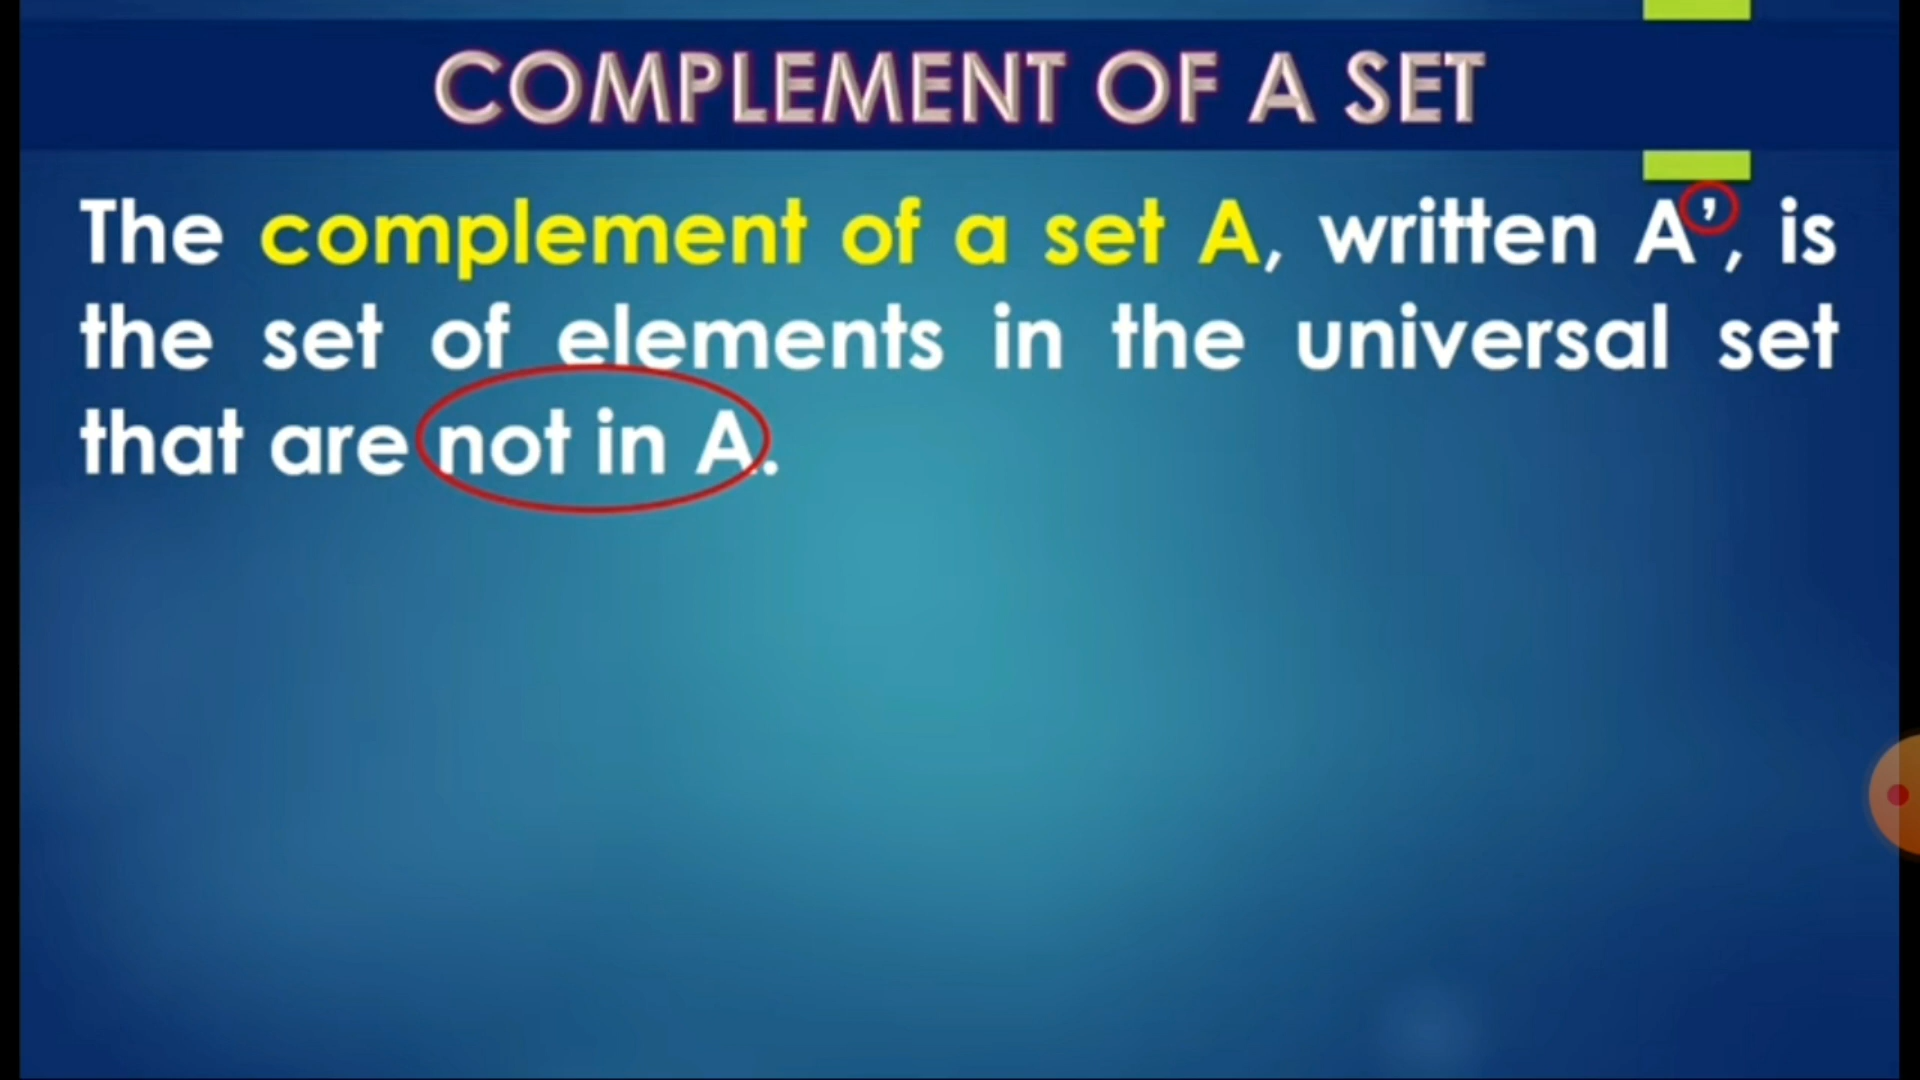 COMPLEMENT OF A SET
The complement of a set A, written A’, is
the set of elements in the universal set
that are not in A.